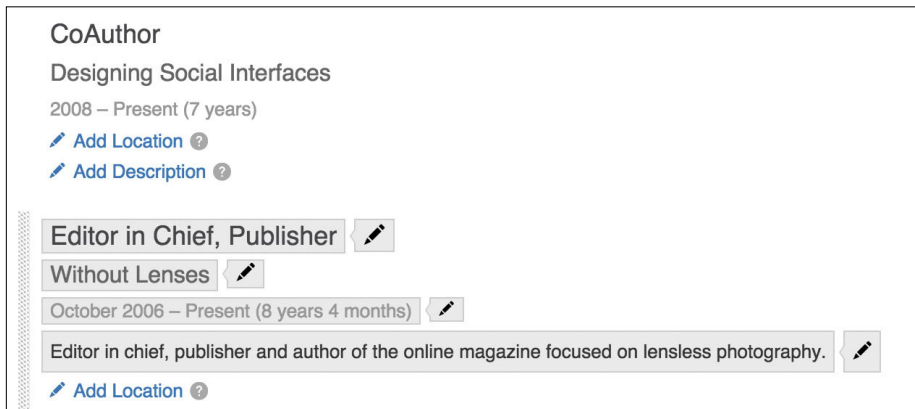 CoAuthor
Designing Social Interfaces
2008 – Present (7 years)
Add Location ?
Add Description ?
Editor in Chief, Publisher
Without Lenses
October 2006 – Present (8 years 4 months)
Editor in chief, publisher and author of the online magazine focused on lensless photography.
Add Location ?